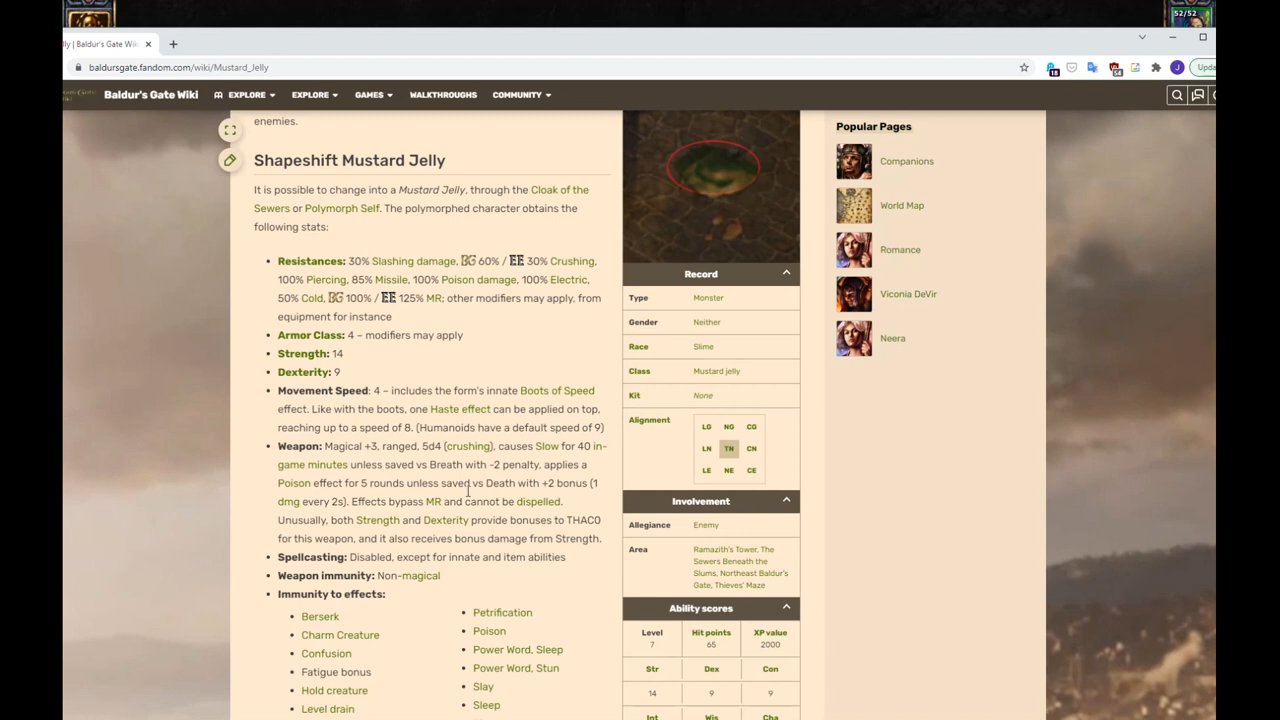 52/52
lly | Baldur's Gate Wiki
baldursgate.fandom.com/wiki/Mustard_Jelly
18
54
J
Upda
Baldur's Gate Wiki
EXPLORE
EXPLORE
GAMES
WALKTHROUGHS
COMMUNITY
enemies.
Shapeshift Mustard Jelly
It is possible to change into a Mustard Jelly, through the Cloak of the
Sewers or Polymorph Self. The polymorphed character obtains the
following stats:
• Resistances: 30% Slashing damage, BG 60% / EE 30% Crushing,
100% Piercing, 85% Missile, 100% Poison damage, 100% Electric,
50% Cold, BG 100% / EE 125% MR; other modifiers may apply, from
equipment for instance
• Armor Class: 4 – modifiers may apply
• Strength: 14
• Dexterity: 9
• Movement Speed: 4 – includes the form's innate Boots of Speed
effect. Like with the boots, one Haste effect can be applied on top,
reaching up to a speed of 8. (Humanoids have a default speed of 9)
• Weapon: Magical +3, ranged, 5d4 (crushing), causes Slow for 40 in-
game minutes unless saved vs Breath with -2 penalty, applies a
Poison effect for 5 rounds unless saved vs Death with +2 bonus (1
dmg every 2s). Effects bypass MR and cannot be dispelled.
Unusually, both Strength and Dexterity provide bonuses to THAC0
for this weapon, and it also receives bonus damage from Strength.
• Spellcasting: Disabled, except for innate and item abilities
• Weapon immunity: Non-magical
• Immunity to effects:
• Berserk
• Charm Creature
• Confusion
• Fatigue bonus
• Hold creature
• Level drain
• Petrification
• Poison
• Power Word, Sleep
• Power Word, Stun
• Slay
• Sleep
Record
Type Monster
Gender Neither
Race Slime
Class Mustard jelly
Kit None
Alignment
LG NG CG
LN TN CN
LE NE CE
Involvement
Allegiance Enemy
Area Ramazith's Tower, The
Sewers Beneath the
Slums, Northeast Baldur's
Gate, Thieves' Maze
Ability scores
Level Hit points XP value
7 65 2000
Str Dex Con
14 9 9
Int Wis Cha
Popular Pages
Companions
World Map
Romance
Viconia DeVir
Neera